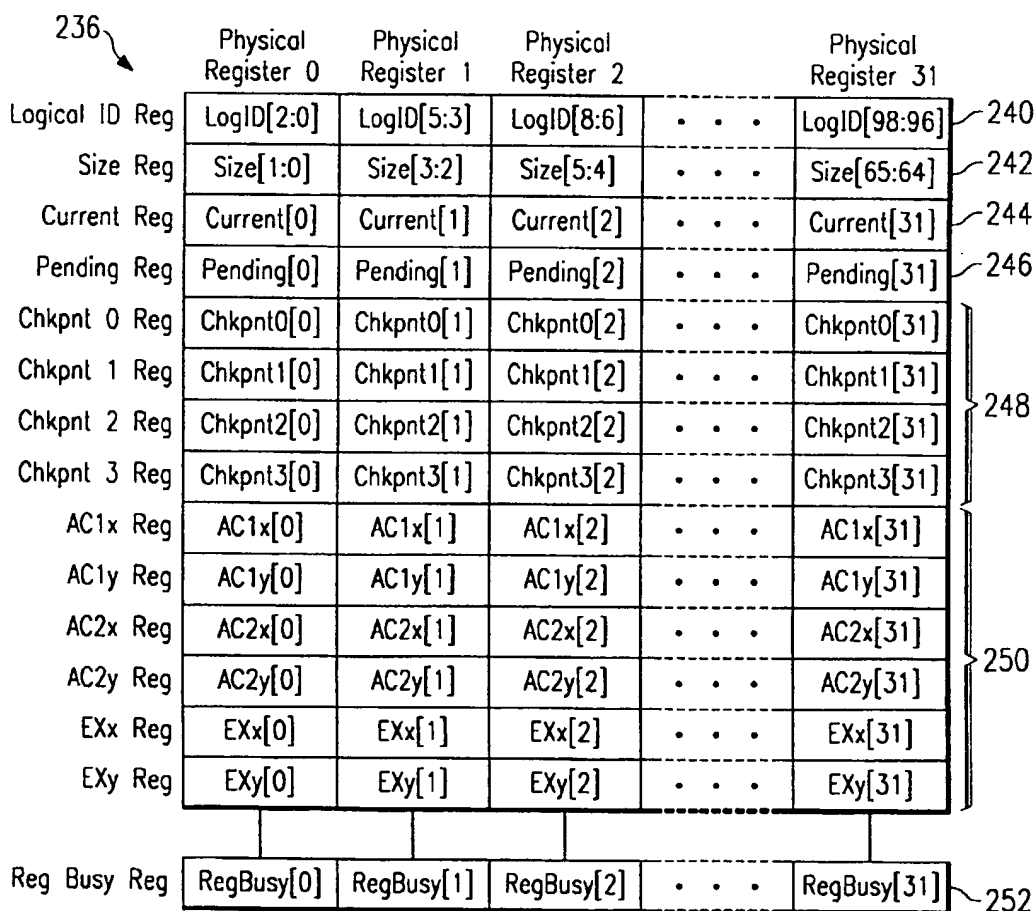 236
Physical Register 0 Physical Register 1 Physical Register 2 Physical Register 31
Logical ID Reg LogID[2:0] LogID[5:3] LogID[8:6] • • • LogID[98:96] 240
Size Reg Size[1:0] Size[3:2] Size[5:4] • • • Size[65:64] 242
Current Reg Current[0] Current[1] Current[2] • • • Current[31] 244
Pending Reg Pending[0] Pending[1] Pending[2] • • • Pending[31] 246
Chkpnt 0 Reg Chkpnt0[0] Chkpnt0[1] Chkpnt0[2] • • • Chkpnt0[31]
Chkpnt 1 Reg Chkpnt1[0] Chkpnt1[1] Chkpnt1[2] • • • Chkpnt1[31]
248
Chkpnt 2 Reg Chkpnt2[0] Chkpnt2[1] Chkpnt2[2] • • • Chkpnt2[31]
Chkpnt 3 Reg Chkpnt3[0] Chkpnt3[1] Chkpnt3[2] • • • Chkpnt3[31]
AC1x Reg AC1x[0] AC1x[1] AC1x[2] • • • AC1x[31]
AC1y Reg AC1y[0] AC1y[1] AC1y[2] • • • AC1y[31]
AC2x Reg AC2x[0] AC2x[1] AC2x[2] • • • AC2x[31]
250
AC2y Reg AC2y[0] AC2y[1] AC2y[2] • • • AC2y[31]
EXx Reg EXx[0] EXx[1] EXx[2] • • • EXx[31]
EXy Reg EXy[0] EXy[1] EXy[2] • • • EXy[31]
Reg Busy Reg RegBusy[0] RegBusy[1] RegBusy[2] • • • RegBusy[31] 252